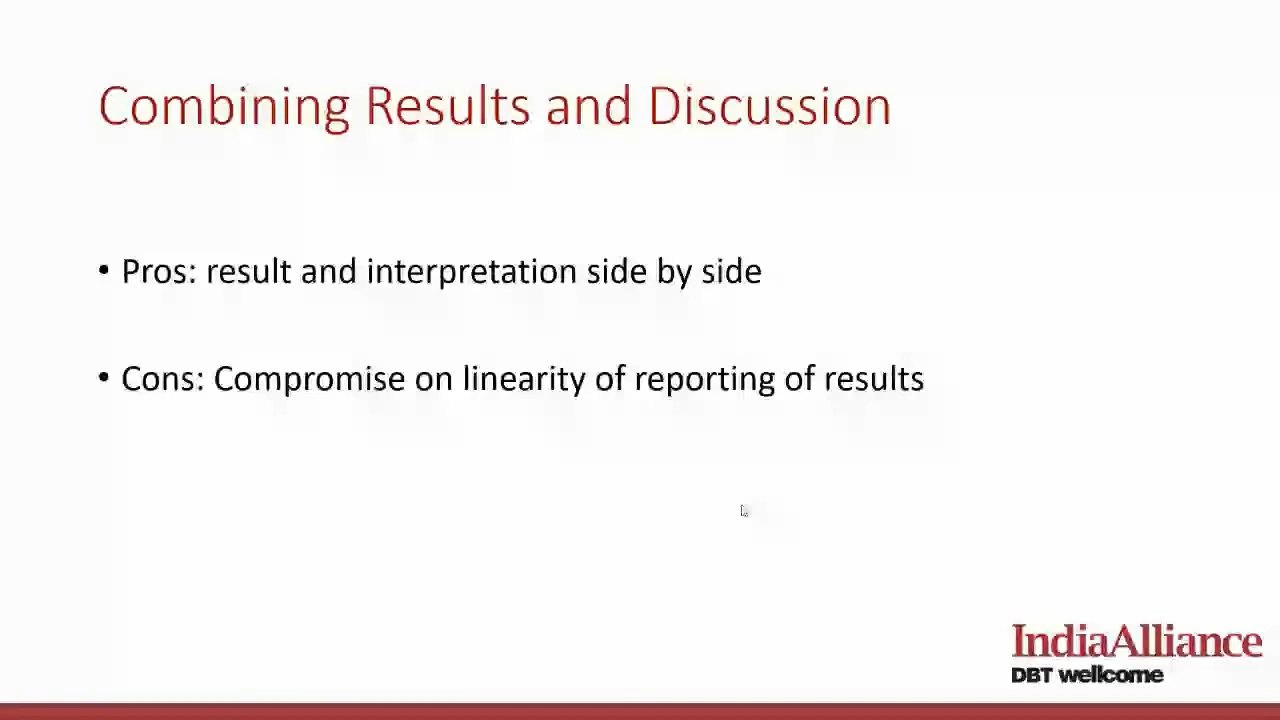 Combining Results and Discussion
• Pros: result and interpretation side by side
• Cons: Compromise on linearity of reporting of results
IndiaAlliance
DBT wellcome